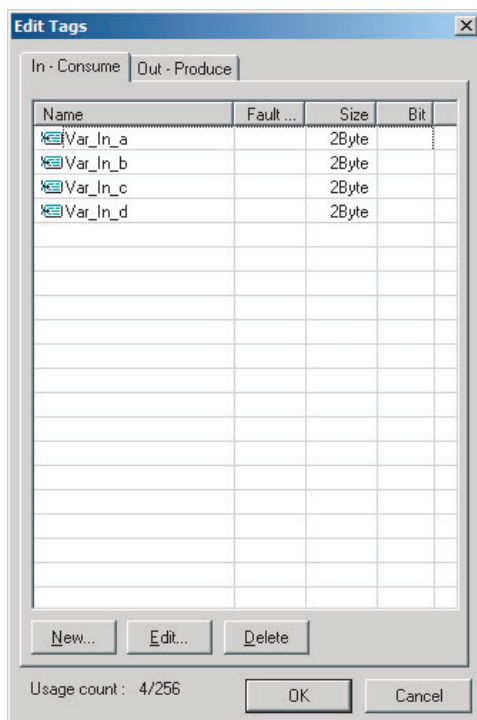 Edit Tags
In - Consume Out - Produce
Name Fault ... Size Bit
Var_In_a 2Byte
Var_In_b 2Byte
Var_In_c 2Byte
Var_In_d 2Byte
New... Edit... Delete
Usage count : 4/256 OK Cancel